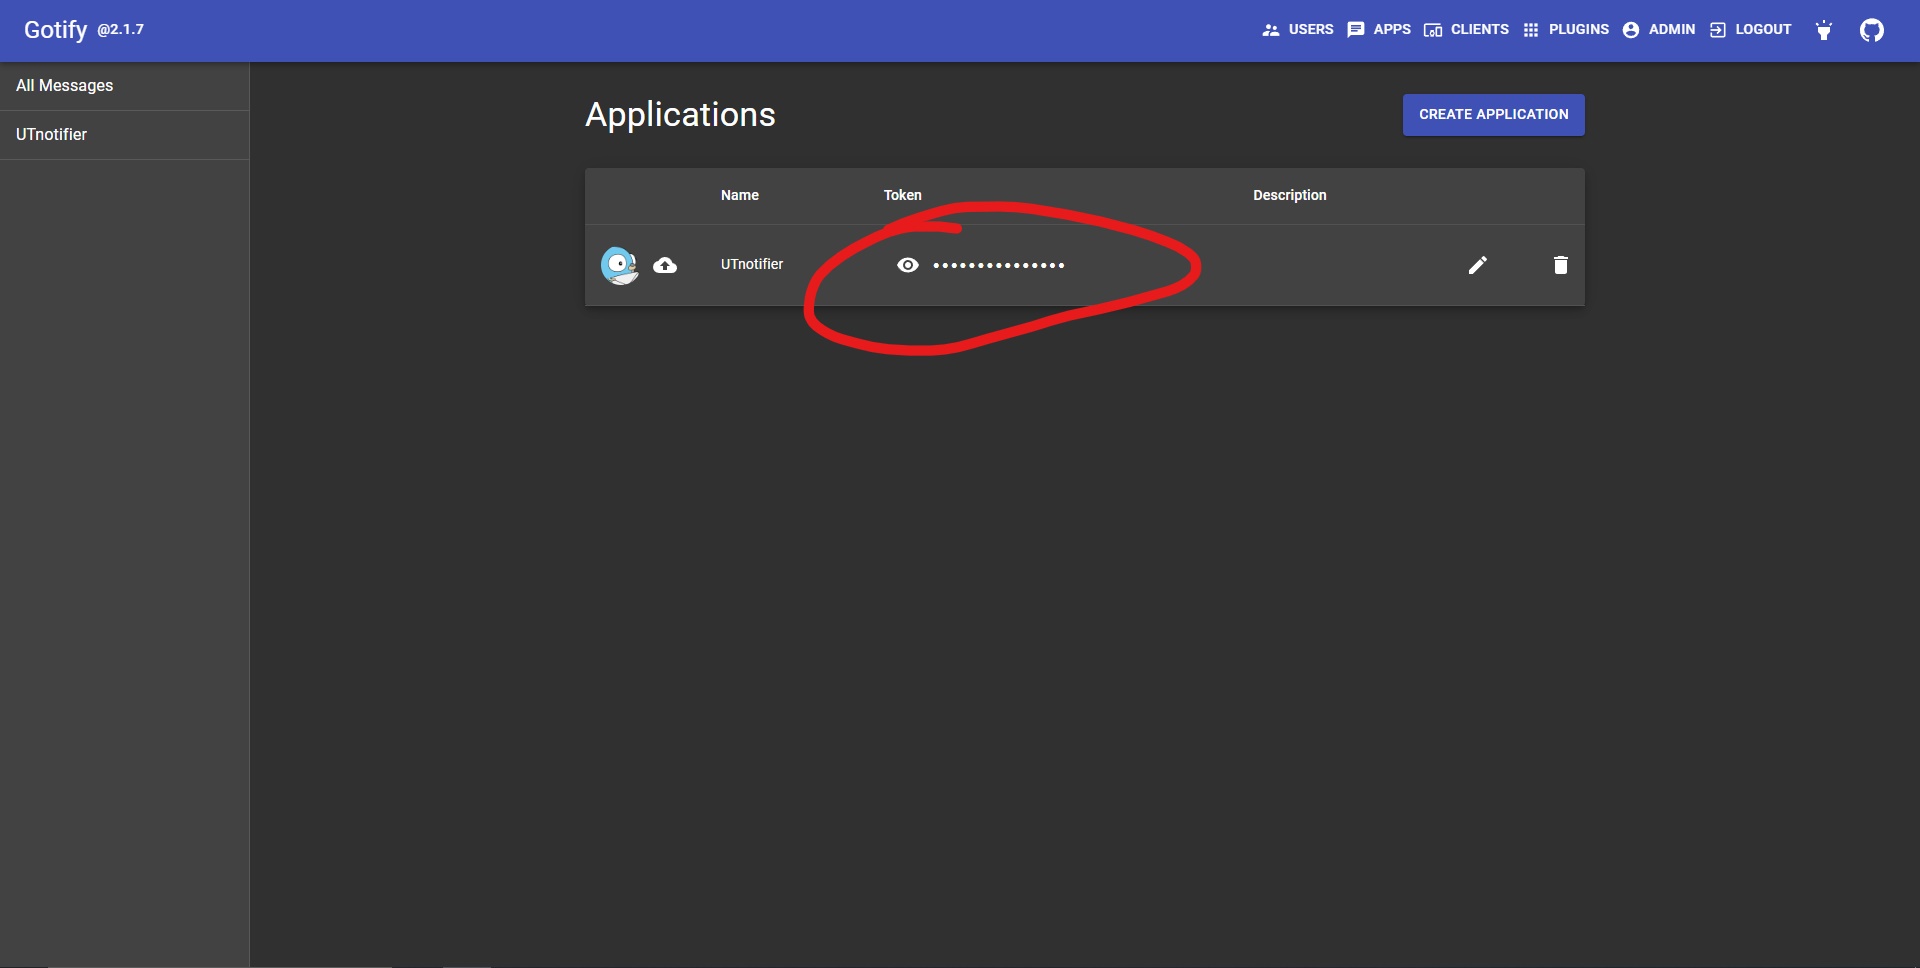 Gotify @2.1.7
USERS APPS CLIENTS PLUGINS ADMIN LOGOUT
All Messages
UTnotifier
Applications
CREATE APPLICATION
Name Token Description
UTnotifier •••••••••••••••